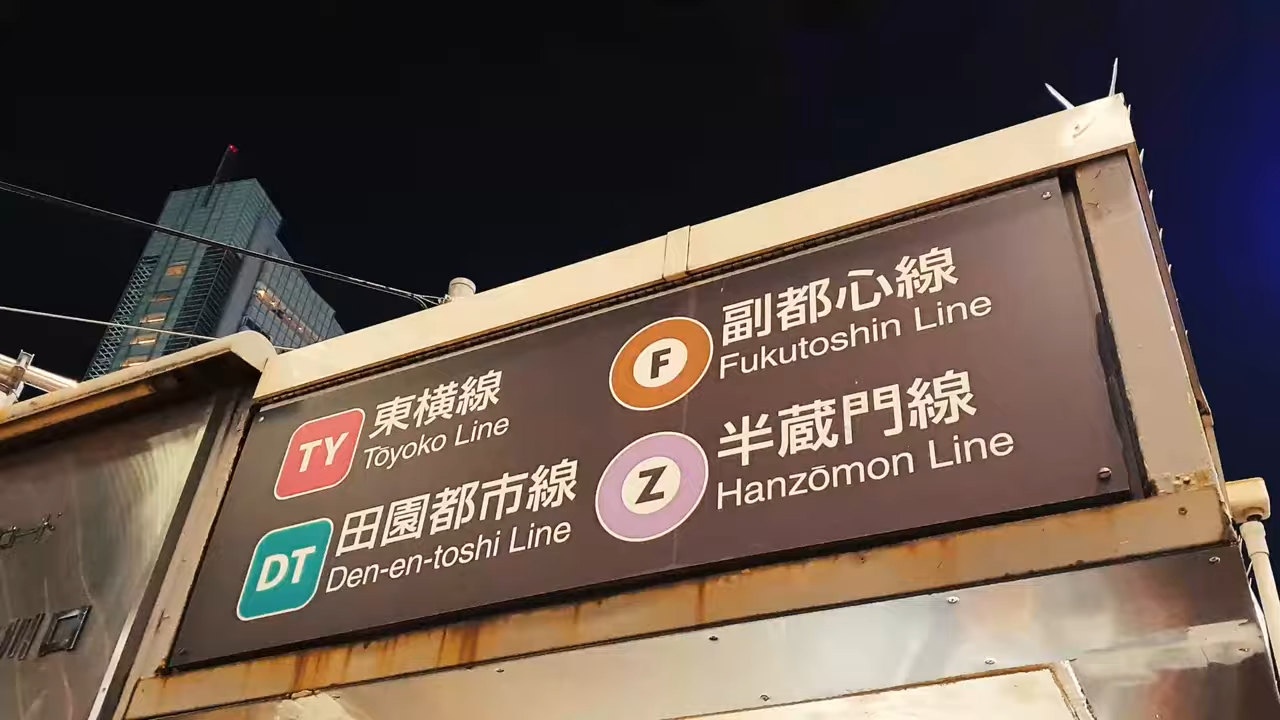 TY
東横線
Tōyoko Line
DT
田園都市線
Den-en-toshi Line
F
副都心線
Fukutoshin Line
Z
半蔵門線
Hanzōmon Line